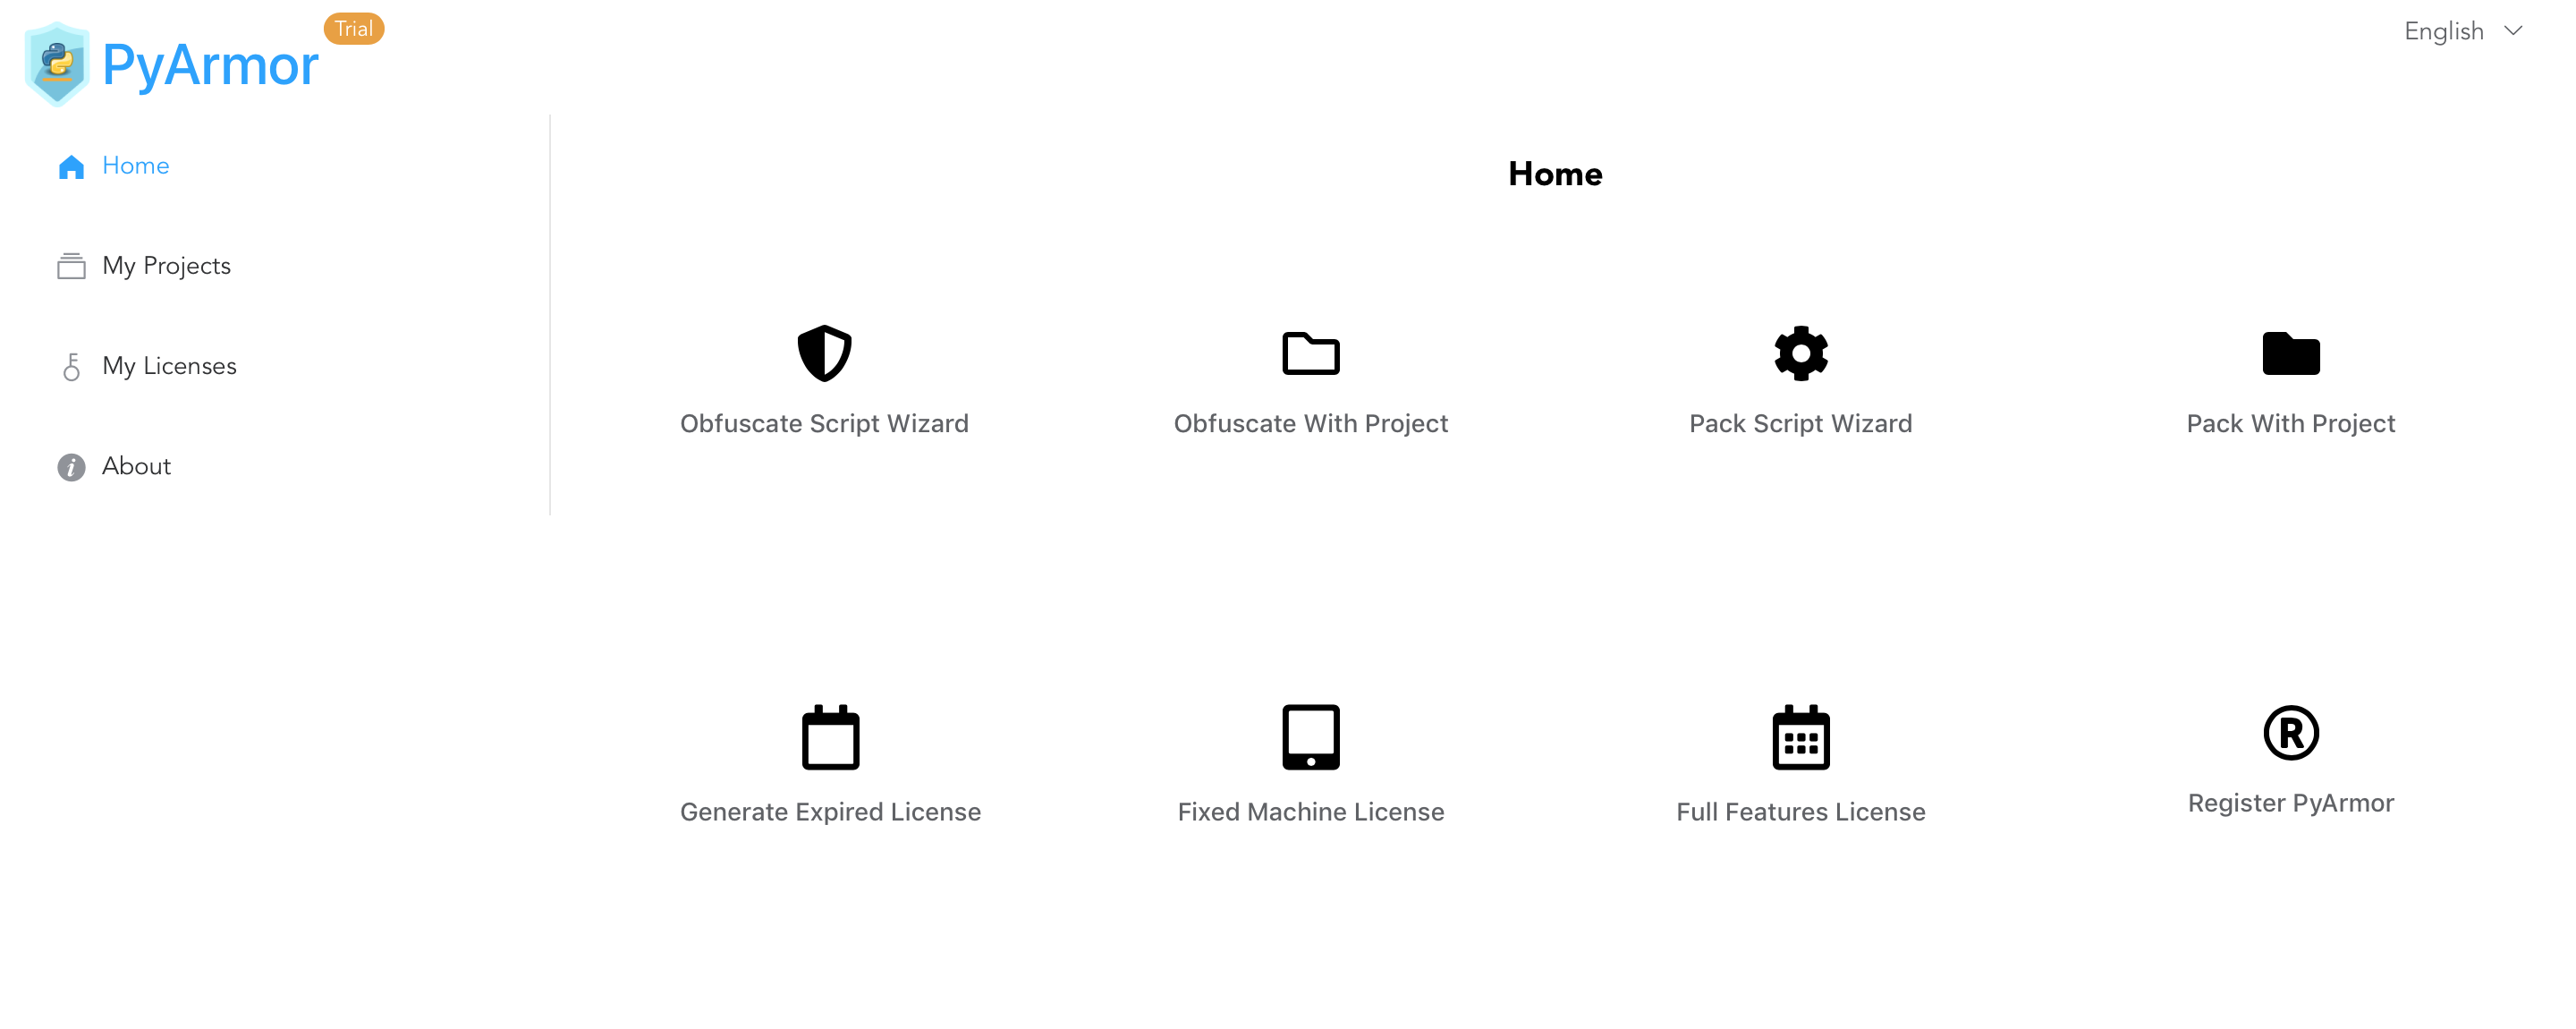 PyArmor Trial
English
Home
My Projects
My Licenses
About
Home
Obfuscate Script Wizard
Obfuscate With Project
Pack Script Wizard
Pack With Project
Generate Expired License
Fixed Machine License
Full Features License
Register PyArmor